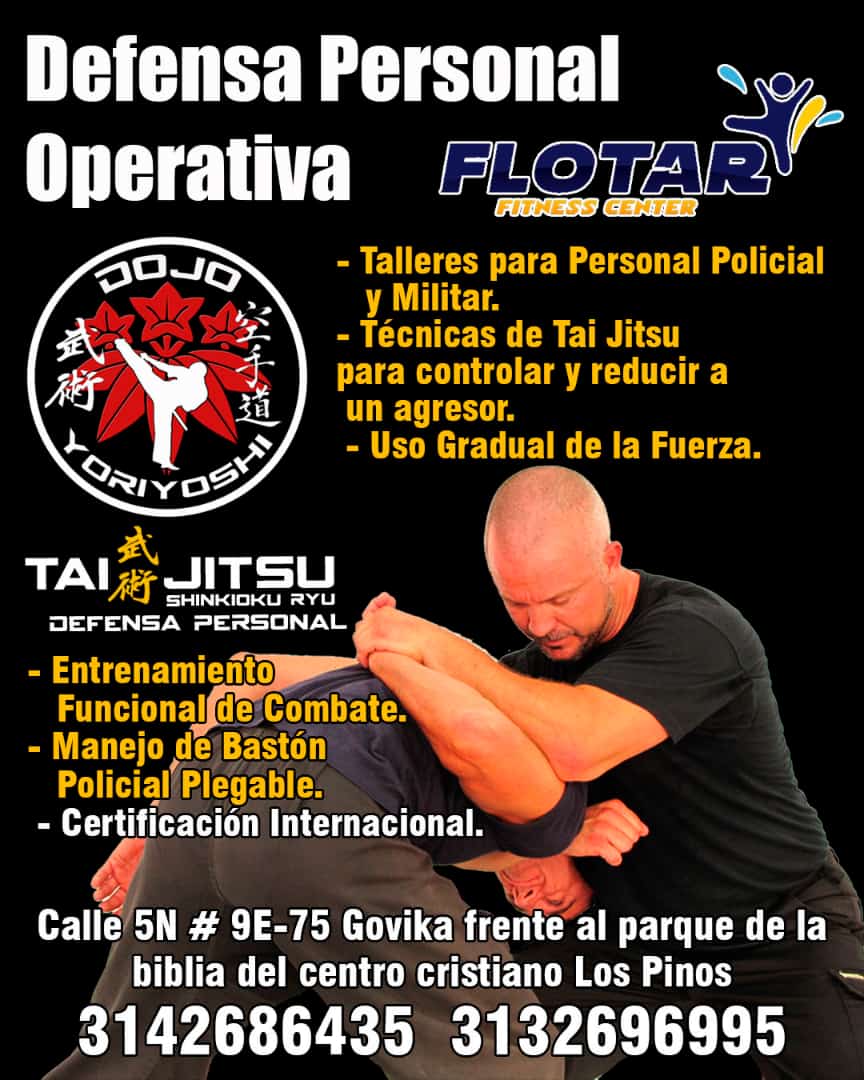 Defensa Personal
Operativa
FLOTAR
FITNESS CENTER
DOJO
武術
空手道
YORIYOSHI
- Talleres para Personal Policial
y Militar.
- Técnicas de Tai Jitsu
para controlar y reducir a
un agresor.
- Uso Gradual de la Fuerza.
TAI 武術 JITSU
SHINKIOKU RYU
DEFENSA PERSONAL
- Entrenamiento
Funcional de Combate.
- Manejo de Bastón
Policial Plegable.
- Certificación Internacional.
Calle 5N # 9E-75 Govika frente al parque de la
biblia del centro cristiano Los Pinos
3142686435 3132696995